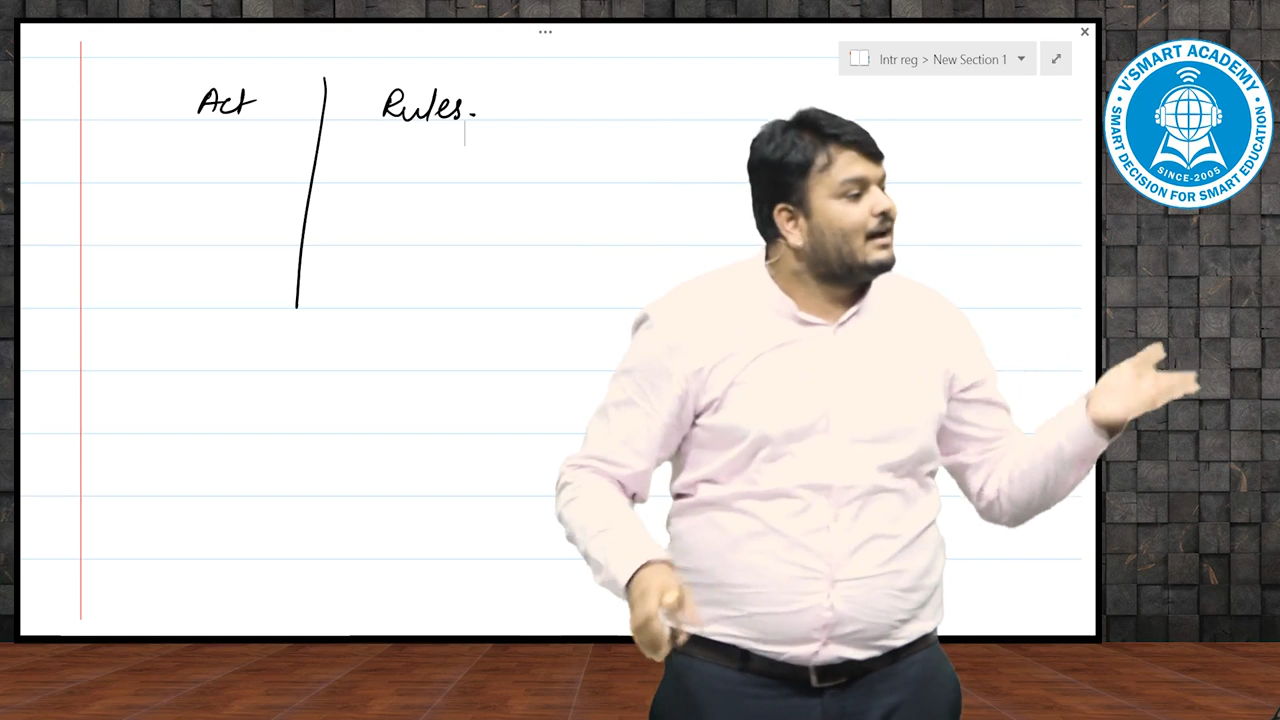 ...
Intr reg > New Section 1
Act Rules.
V'SMART ACADEMY
SINCE-2005
SMART DECISION FOR SMART EDUCATION